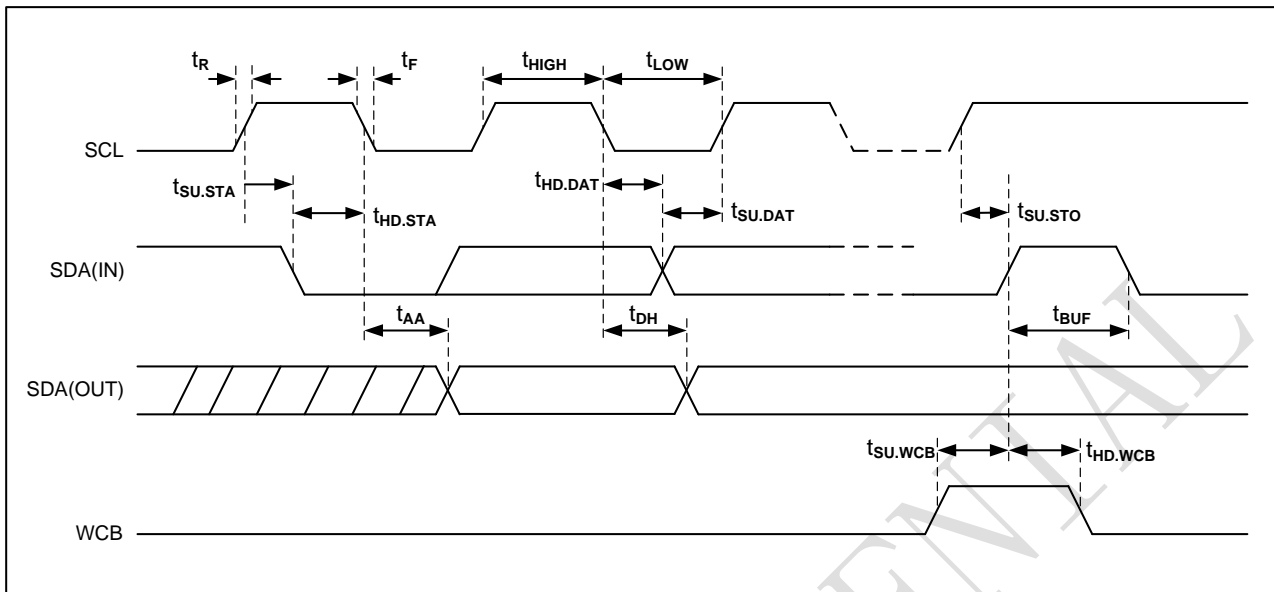 tR
tF
tHIGH
tLOW
SCL
tSU.STA
tHD.STA
tHD.DAT
tSU.DAT
tSU.STO
SDA(IN)
tAA
tDH
tBUF
SDA(OUT)
tSU.WCB
tHD.WCB
WCB
ENIAL